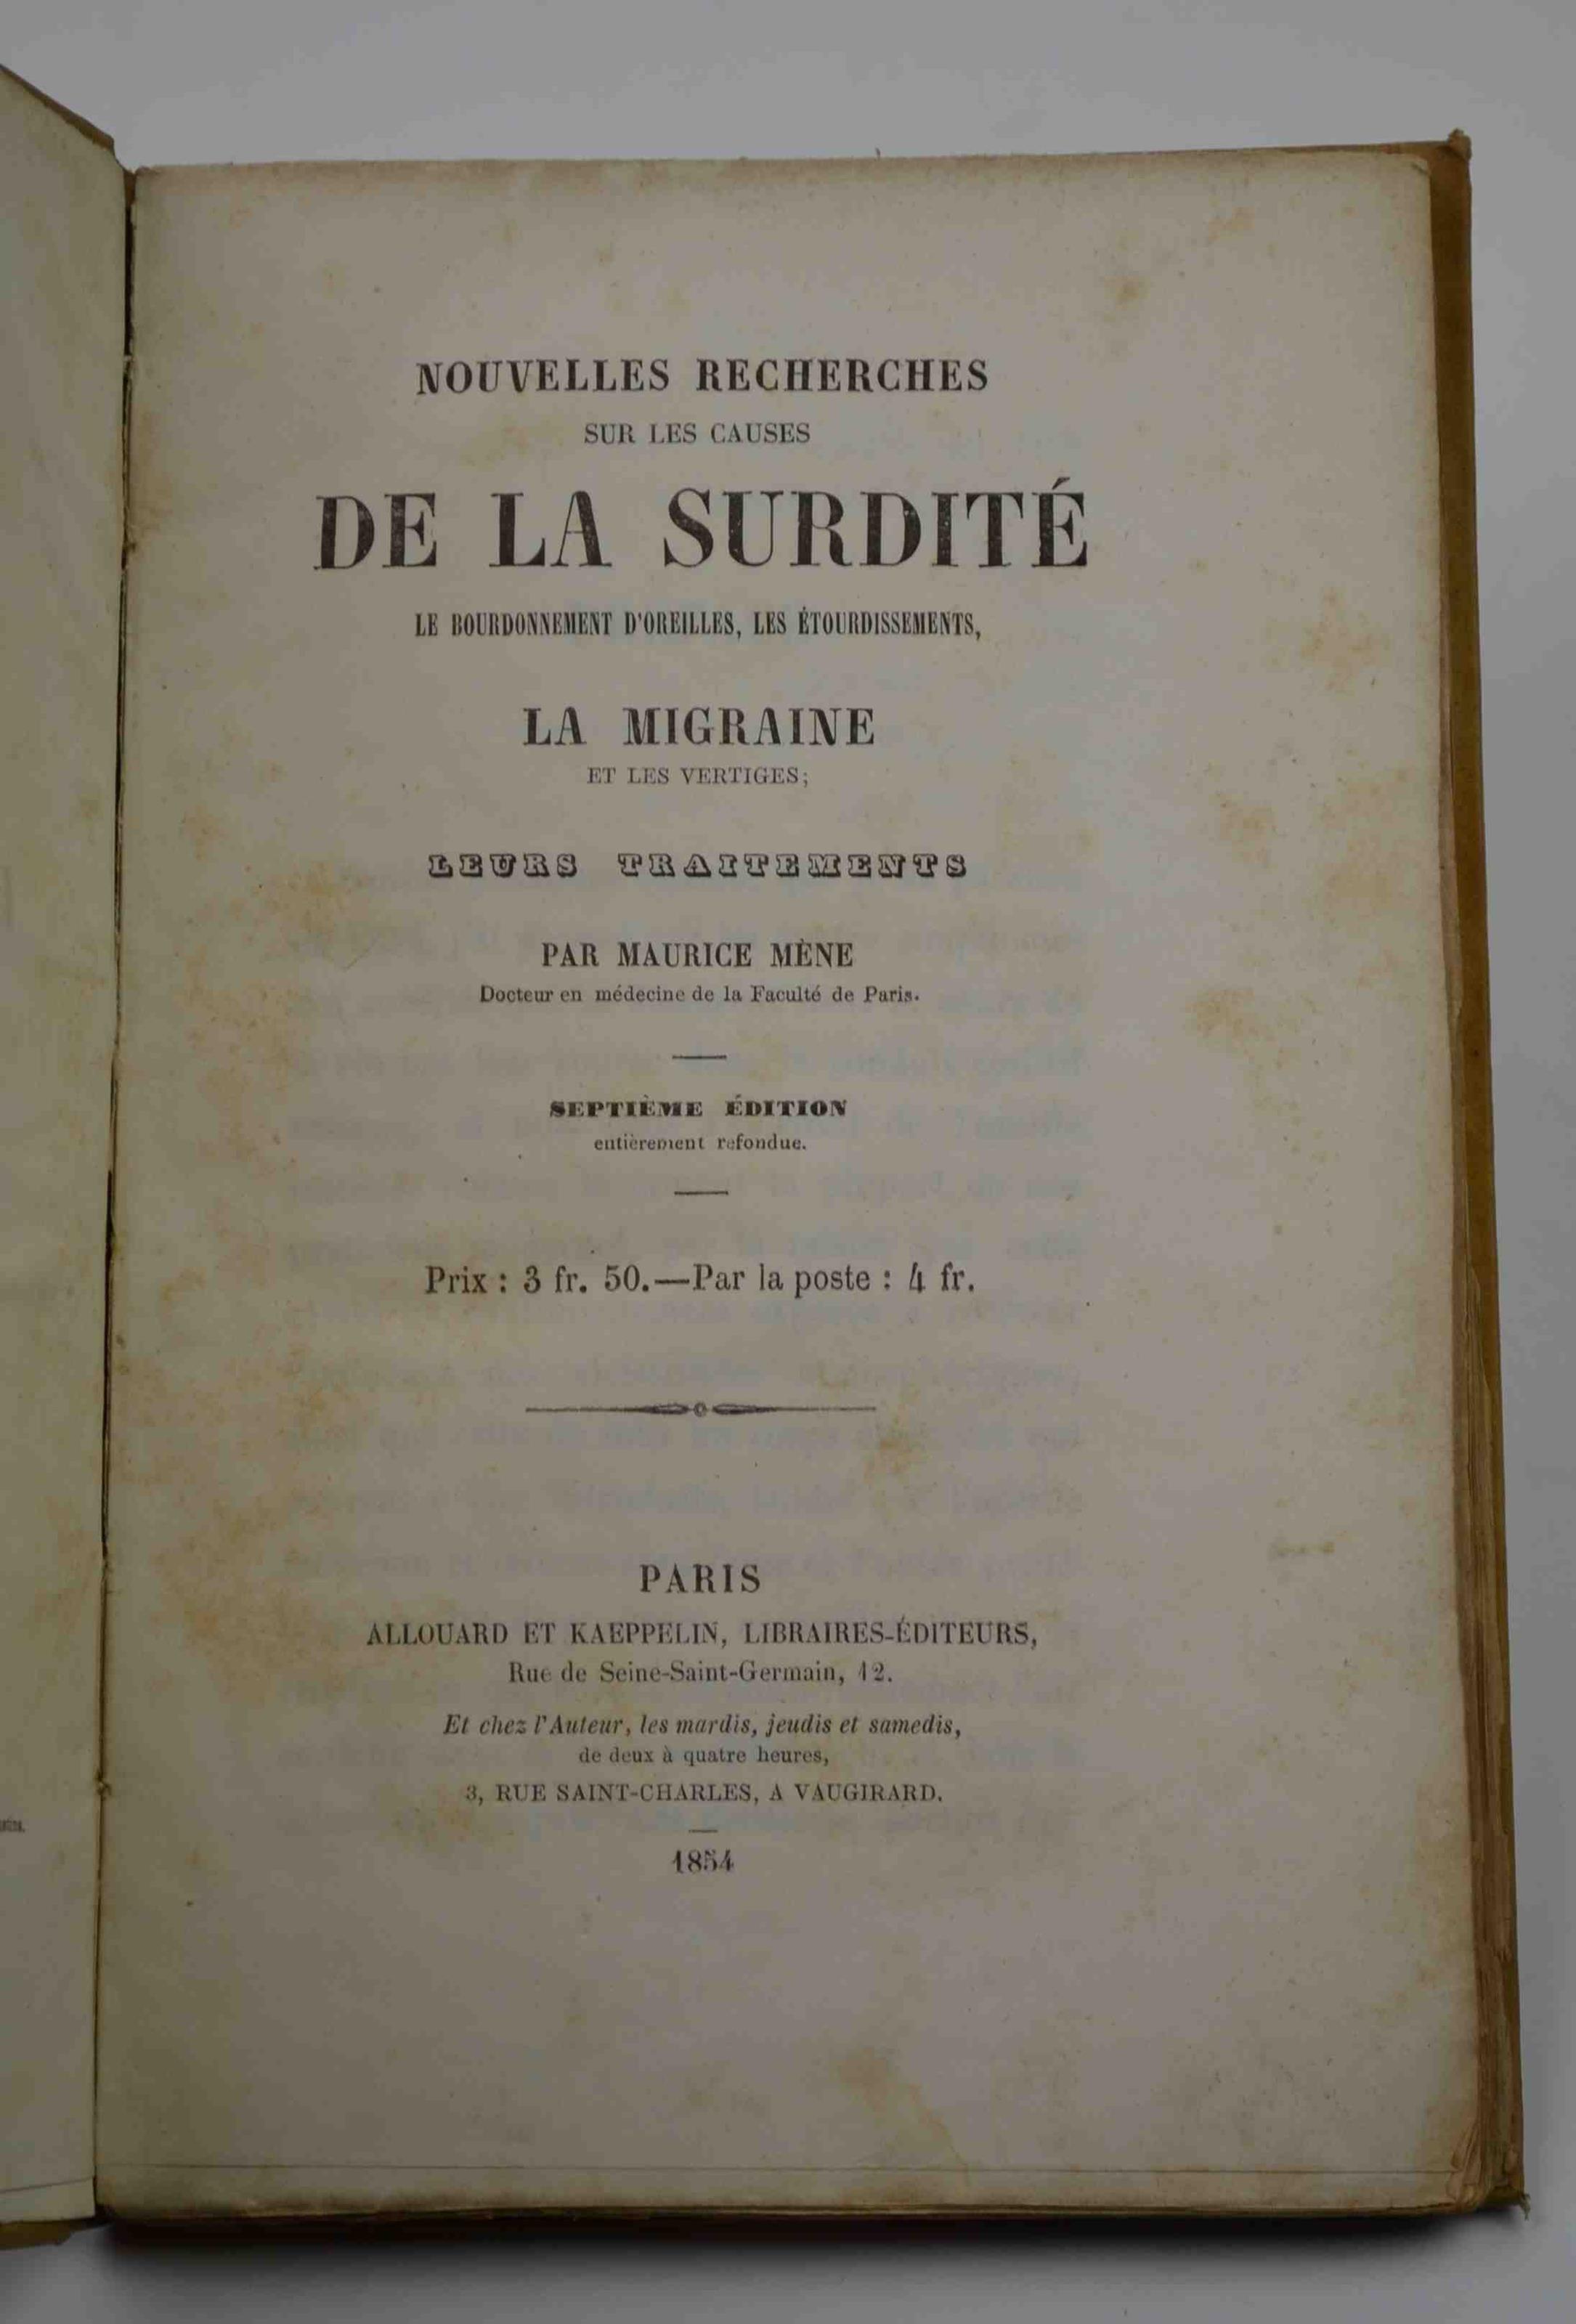 NOUVELLES RECHERCHES
SUR LES CAUSES
DE LA SURDITÉ
LE BOURDONNEMENT D'OREILLES, LES ÉTOURDISSEMENTS,
LA MIGRAINE
ET LES VERTIGES;
LEURS TRAITEMENTS
PAR MAURICE MÈNE
Docteur en médecine de la Faculté de Paris.
SEPTIÈME ÉDITION
entièrement refondue.
Prix : 3 fr. 50.—Par la poste : 4 fr.
PARIS
ALLOUARD ET KAEPPELIN, LIBRAIRES-ÉDITEURS,
Rue de Seine-Saint-Germain, 12.
Et chez l'Auteur, les mardis, jeudis et samedis,
de deux à quatre heures,
3, RUE SAINT-CHARLES, A VAUGIRARD.
1854